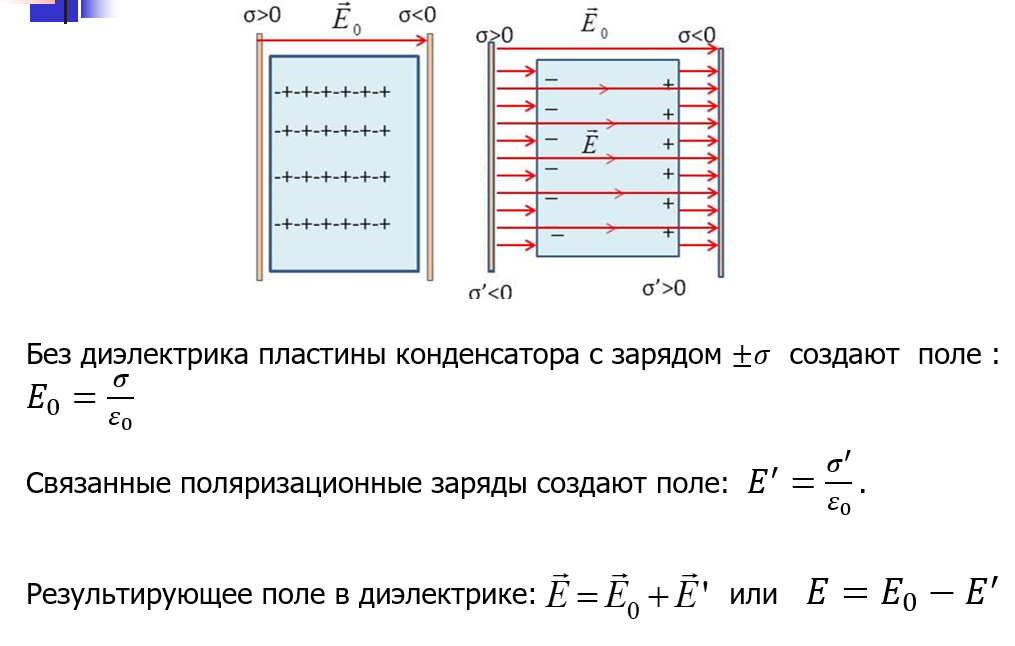 σ>0 E⃗₀ σ<0
-+-+-+-+-+-+
-+-+-+-+-+-+
-+-+-+-+-+-+
-+-+-+-+-+-+
σ>0 E⃗₀ σ<0
− +
− +
− E⃗ +
− +
− +
− +
σ’<0 σ’>0
Без диэлектрика пластины конденсатора с зарядом ±σ создают поле :
E₀ = σ/ε₀
Связанные поляризационные заряды создают поле: E′ = σ′/ε₀ .
Результирующее поле в диэлектрике: E⃗ = E⃗₀ + E⃗' или E = E₀ − E′